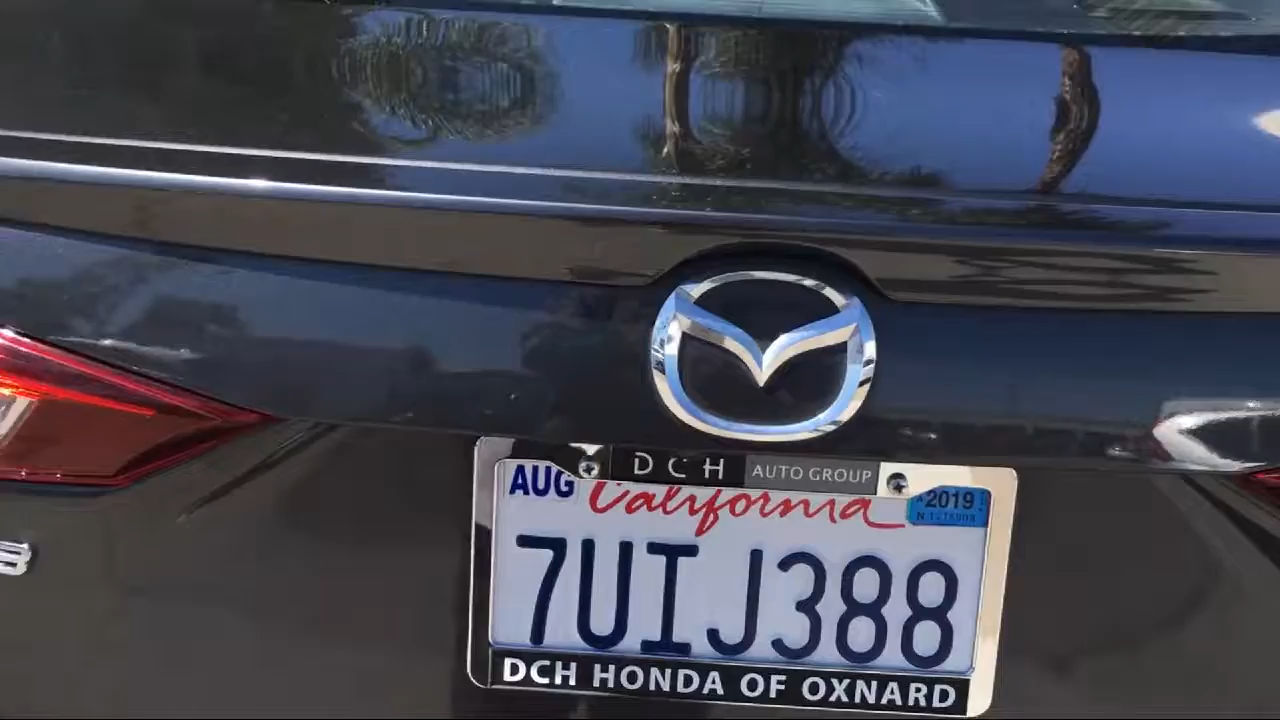 DCH AUTO GROUP
AUG California 2019
7UIJ388
DCH HONDA OF OXNARD